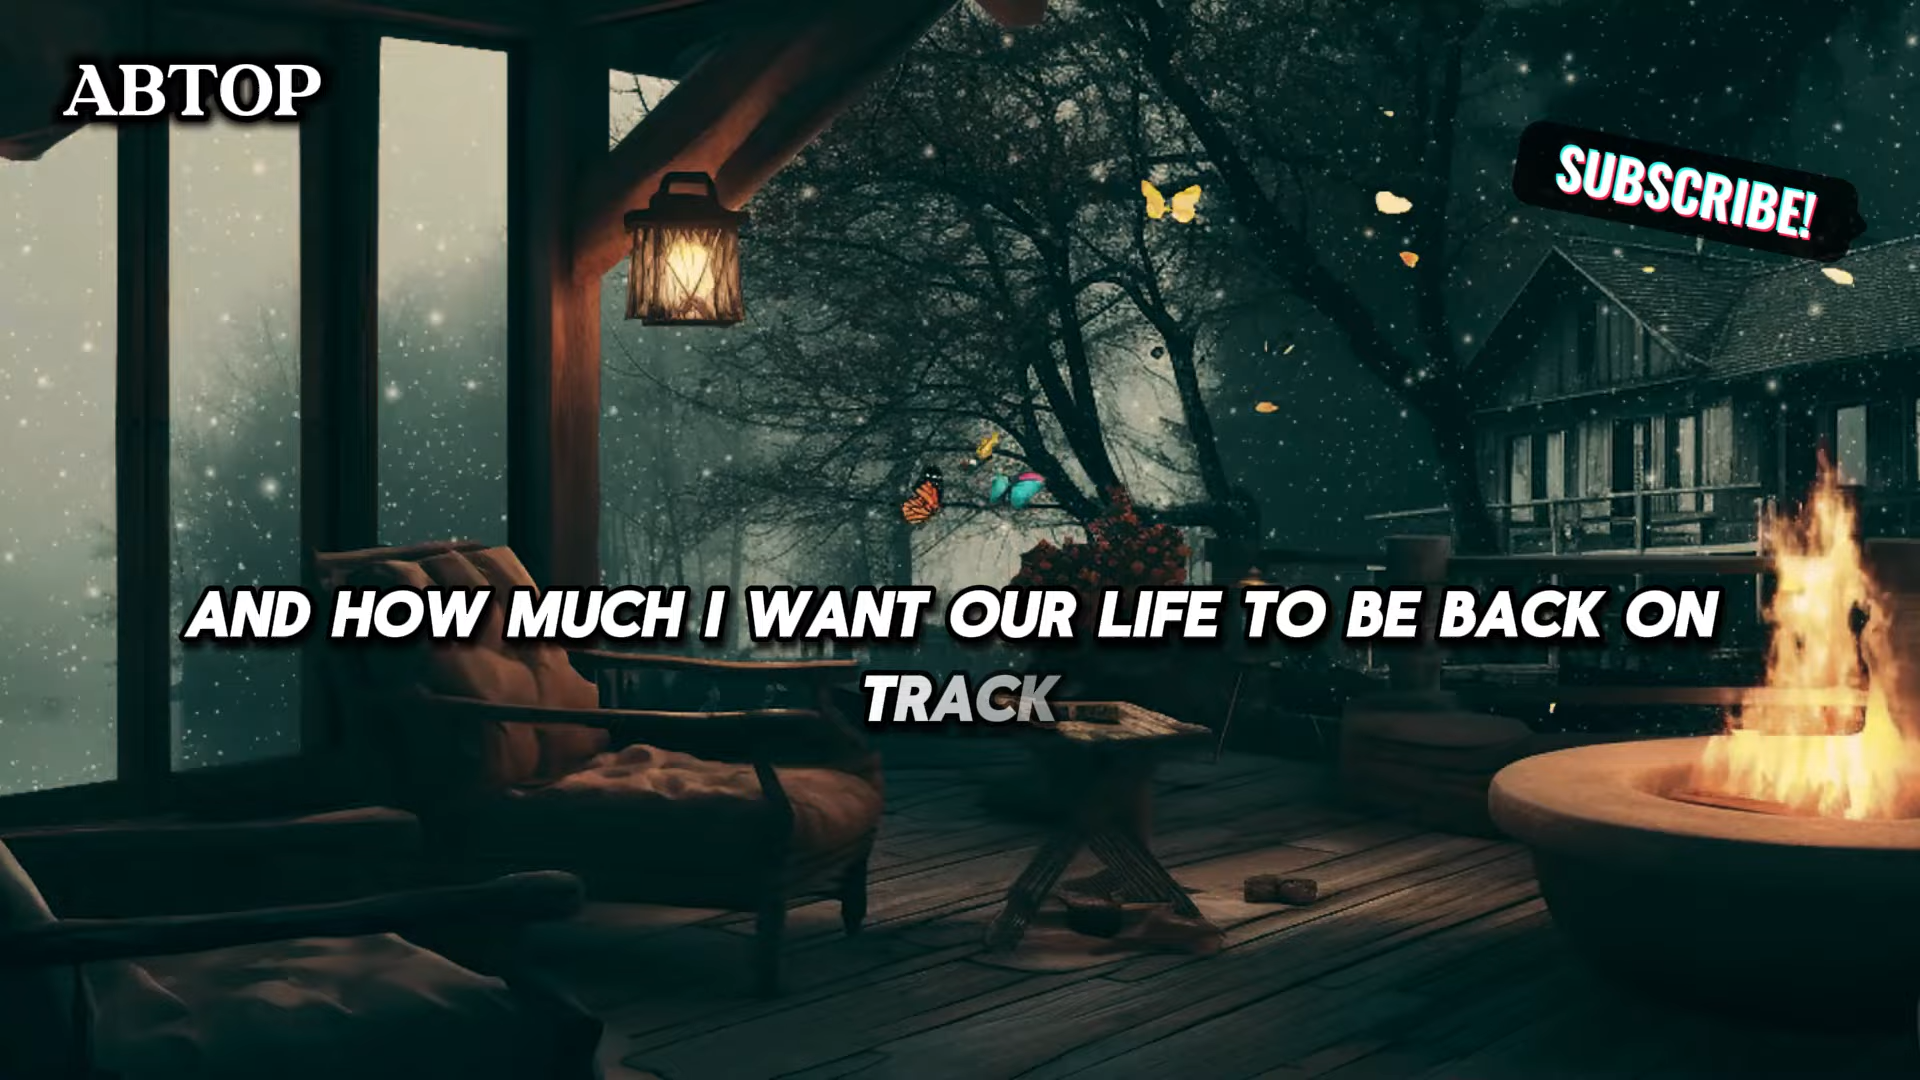 ABTOP
SUBSCRIBE!
AND HOW MUCH I WANT OUR LIFE TO BE BACK ON
TRACK